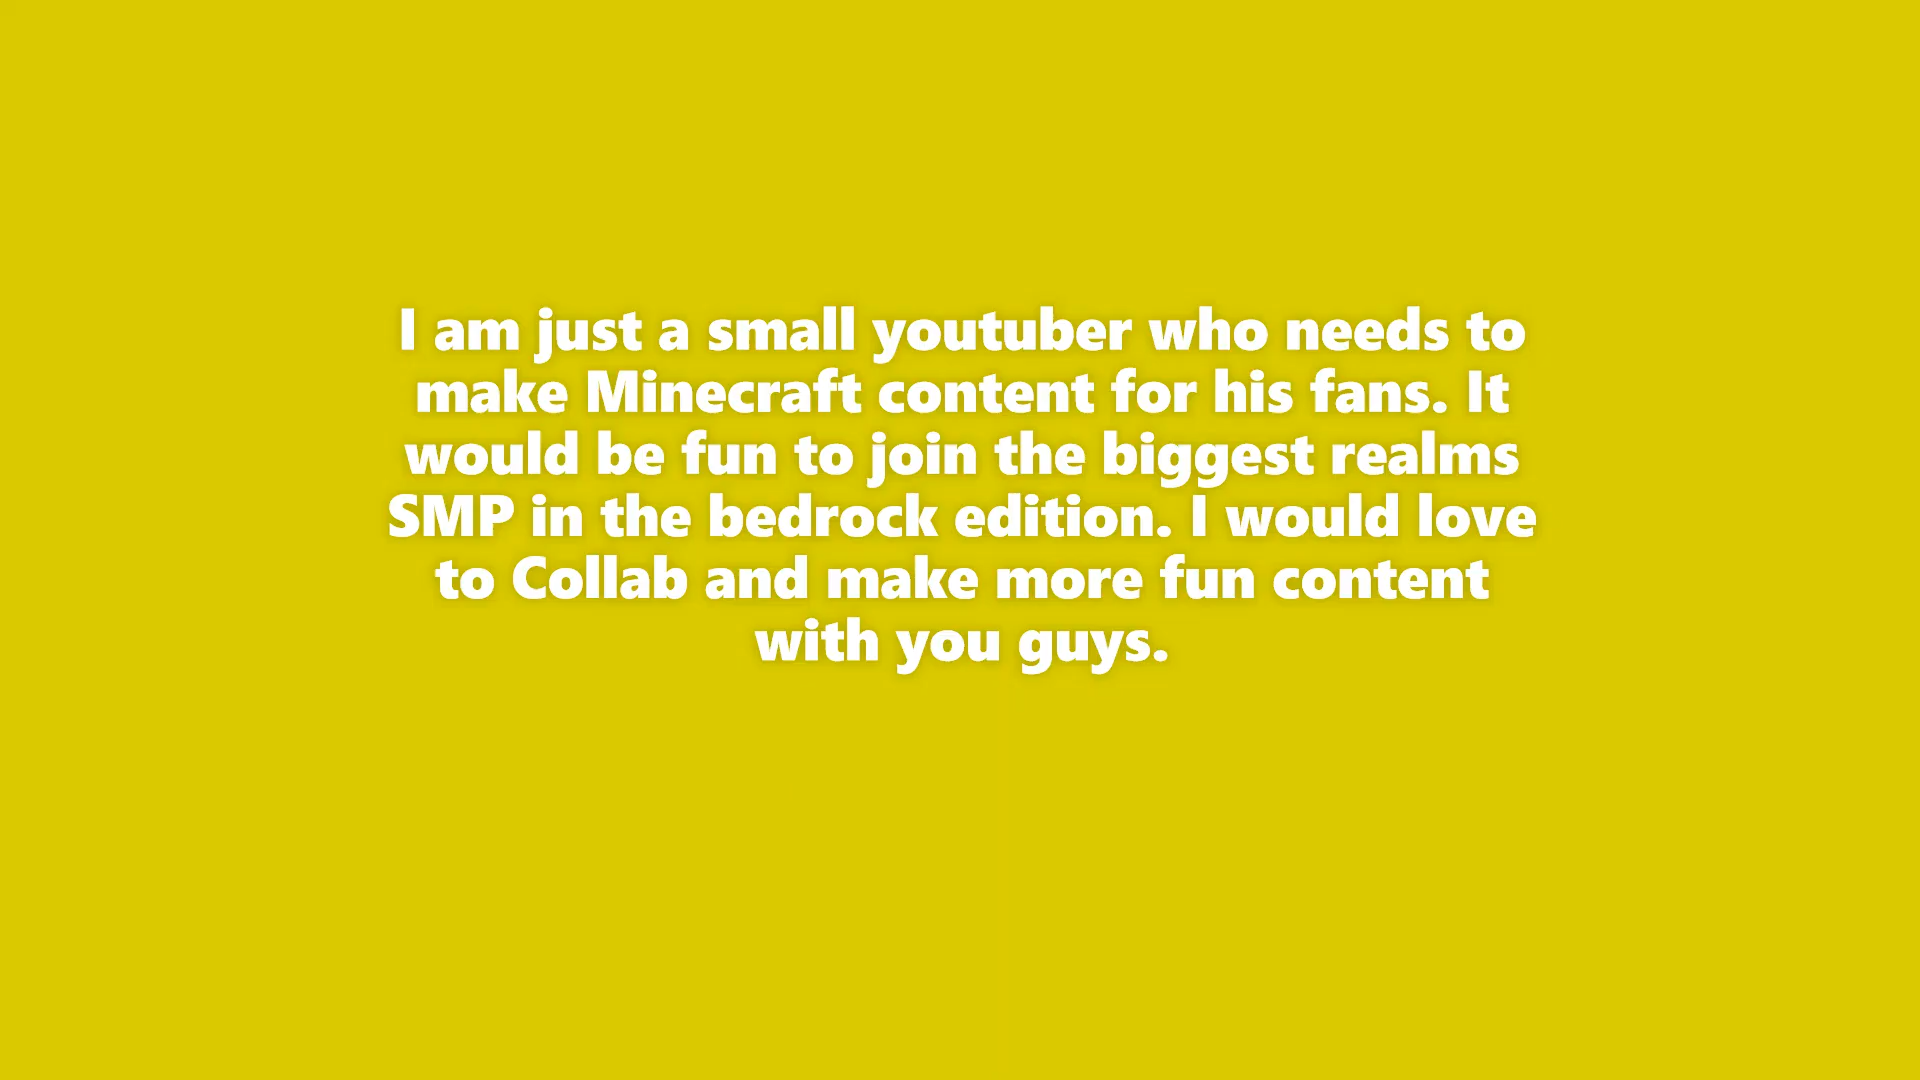 I am just a small youtuber who needs to
make Minecraft content for his fans. It
would be fun to join the biggest realms
SMP in the bedrock edition. I would love
to Collab and make more fun content
with you guys.